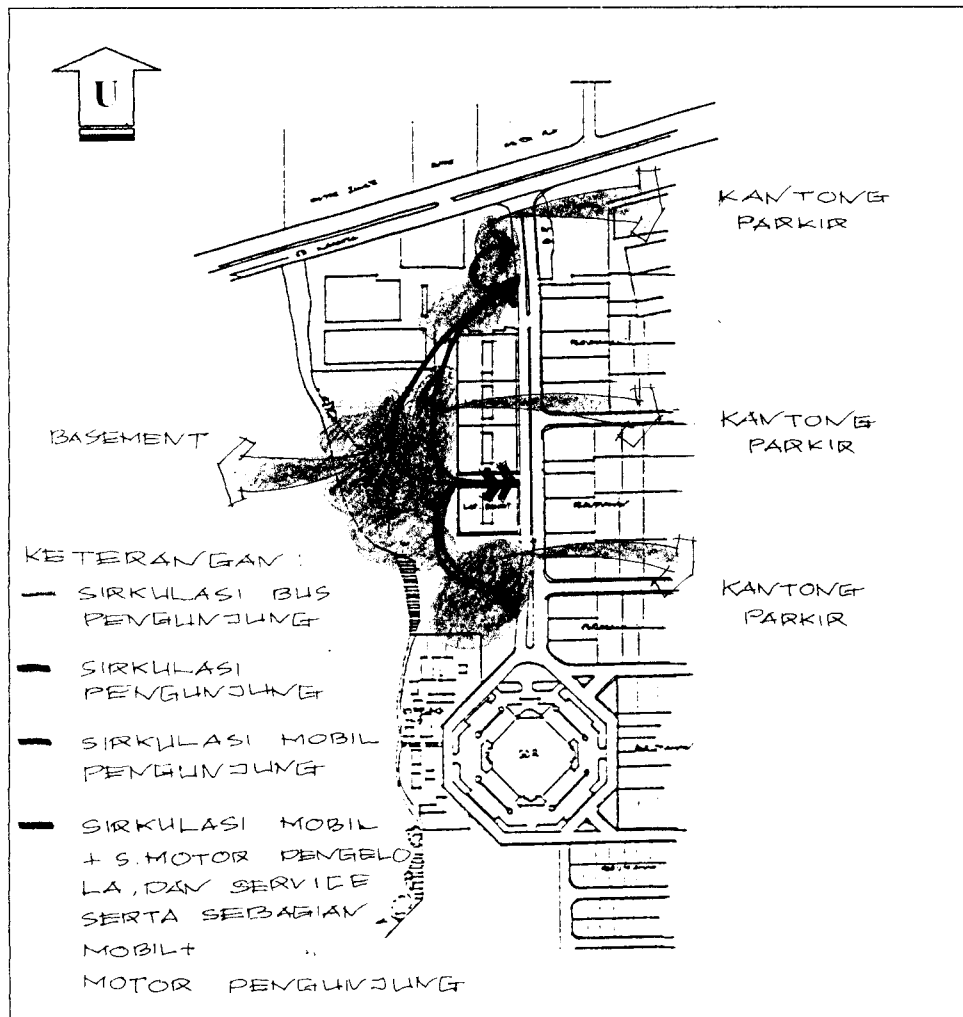 U
KANTONG
PARKIR
KANTONG
PARKIR
BASEMENT
KETERANGAN :
SIRKULASI BUS
PENGUNJUNG
KANTONG
PARKIR
SIRKULASI
PENGUNJUNG
SIRKULASI MOBIL
PENGUNJUNG
SIRKULASI MOBIL
+ S. MOTOR PENGELO
LA, DAN SERVICE
SERTA SEBAGIAN
MOBIL +
MOTOR PENGUNJUNG